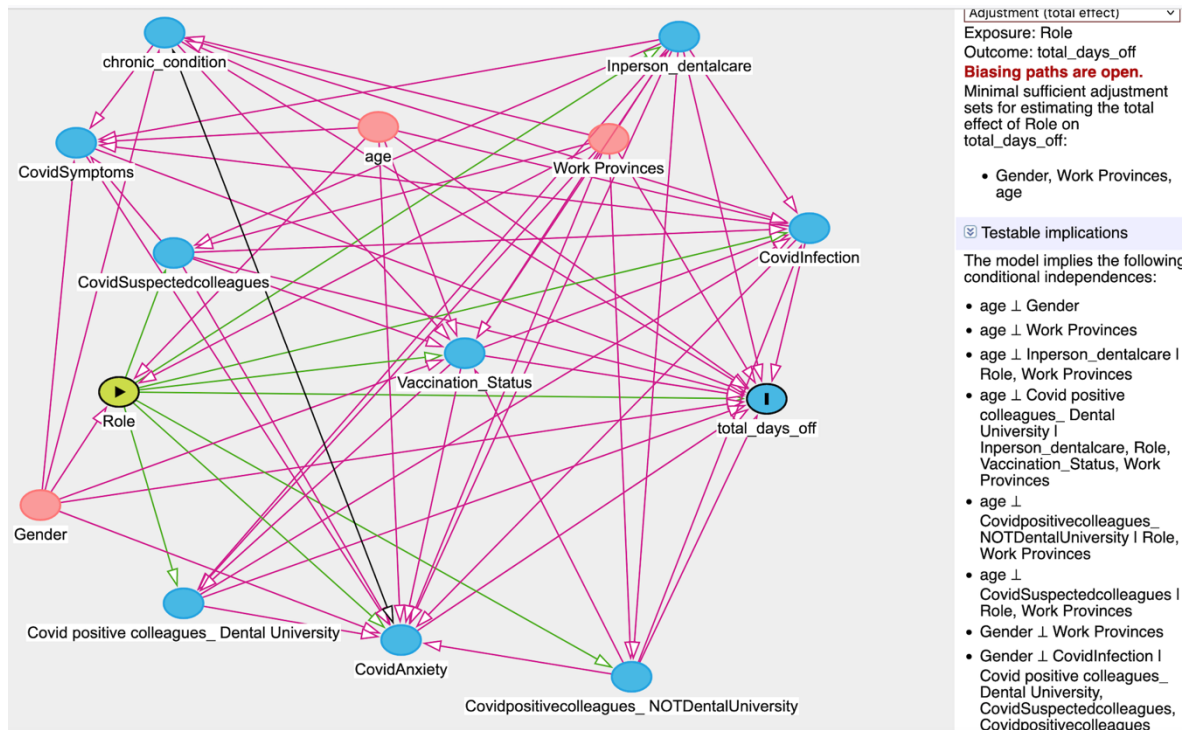 chronic_condition
Inperson_dentalcare
age
CovidSymptoms
Work Provinces
CovidSuspectedcolleagues
CovidInfection
Vaccination_Status
Role
total_days_off
Gender
Covid positive colleagues_ Dental University
CovidAnxiety
Covidpositivecolleagues_ NOTDentalUniversity
Adjustment (total effect)
Exposure: Role
Outcome: total_days_off
Biasing paths are open.
Minimal sufficient adjustment
sets for estimating the total
effect of Role on
total_days_off:
• Gender, Work Provinces,
age
Testable implications
The model implies the following
conditional independences:
• age ⊥ Gender
• age ⊥ Work Provinces
• age ⊥ Inperson_dentalcare |
Role, Work Provinces
• age ⊥ Covid positive
colleagues_ Dental
University |
Inperson_dentalcare, Role,
Vaccination_Status, Work
Provinces
• age ⊥
Covidpositivecolleagues_
NOTDentalUniversity | Role,
Work Provinces
• age ⊥
CovidSuspectedcolleagues |
Role, Work Provinces
• Gender ⊥ Work Provinces
• Gender ⊥ CovidInfection |
Covid positive colleagues_
Dental University,
CovidSuspectedcolleagues,
Covidpositivecolleagues